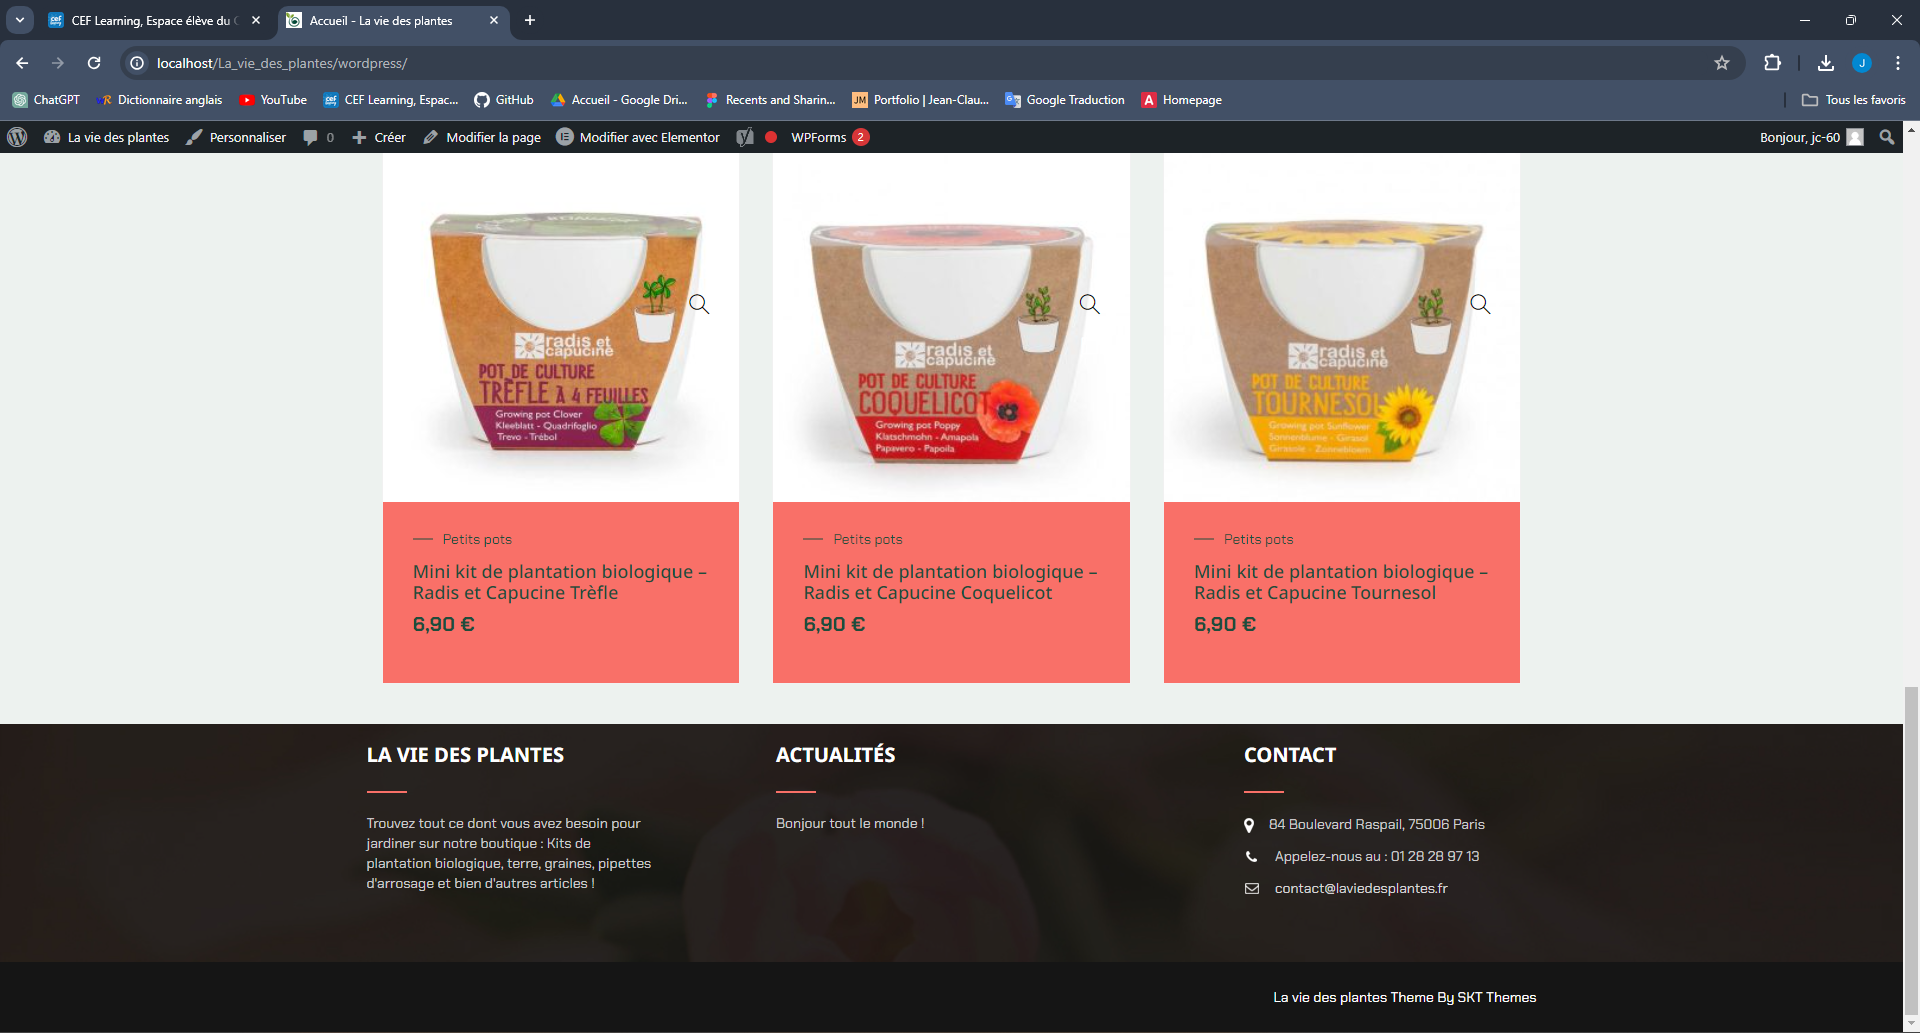 CEF Learning, Espace élève du C
Accueil - La vie des plantes
localhost/La_vie_des_plantes/wordpress/
J
ChatGPT
Dictionnaire anglais
YouTube
CEF Learning, Espac...
GitHub
Accueil - Google Dri...
Recents and Sharin...
JM
Portfolio | Jean-Clau...
Google Traduction
A
Homepage
Tous les favoris
La vie des plantes
Personnaliser
0
Créer
Modifier la page
Modifier avec Elementor
WPForms 2
Bonjour, jc-60
radis et capucine
POT DE CULTURE
TRÈFLE À 4 FEUILLES
Growing pot Clover
Kleeblatt - Quadrifoglio
Trevo - Trébol
radis et capucine
POT DE CULTURE
COQUELICOT
Growing pot Poppy
Klatschmohn - Amapola
Papavero - Papoila
radis et capucine
POT DE CULTURE
TOURNESOL
Growing pot Sunflower
Sonnenblume - Girasol
Girasole - Zonnebloem
Petits pots
Mini kit de plantation biologique –
Radis et Capucine Trèfle
6,90 €
Petits pots
Mini kit de plantation biologique –
Radis et Capucine Coquelicot
6,90 €
Petits pots
Mini kit de plantation biologique –
Radis et Capucine Tournesol
6,90 €
LA VIE DES PLANTES
Trouvez tout ce dont vous avez besoin pour
jardiner sur notre boutique : Kits de
plantation biologique, terre, graines, pipettes
d'arrosage et bien d'autres articles !
ACTUALITÉS
Bonjour tout le monde !
CONTACT
84 Boulevard Raspail, 75006 Paris
Appelez-nous au : 01 28 28 97 13
contact@laviedesplantes.fr
La vie des plantes Theme By SKT Themes